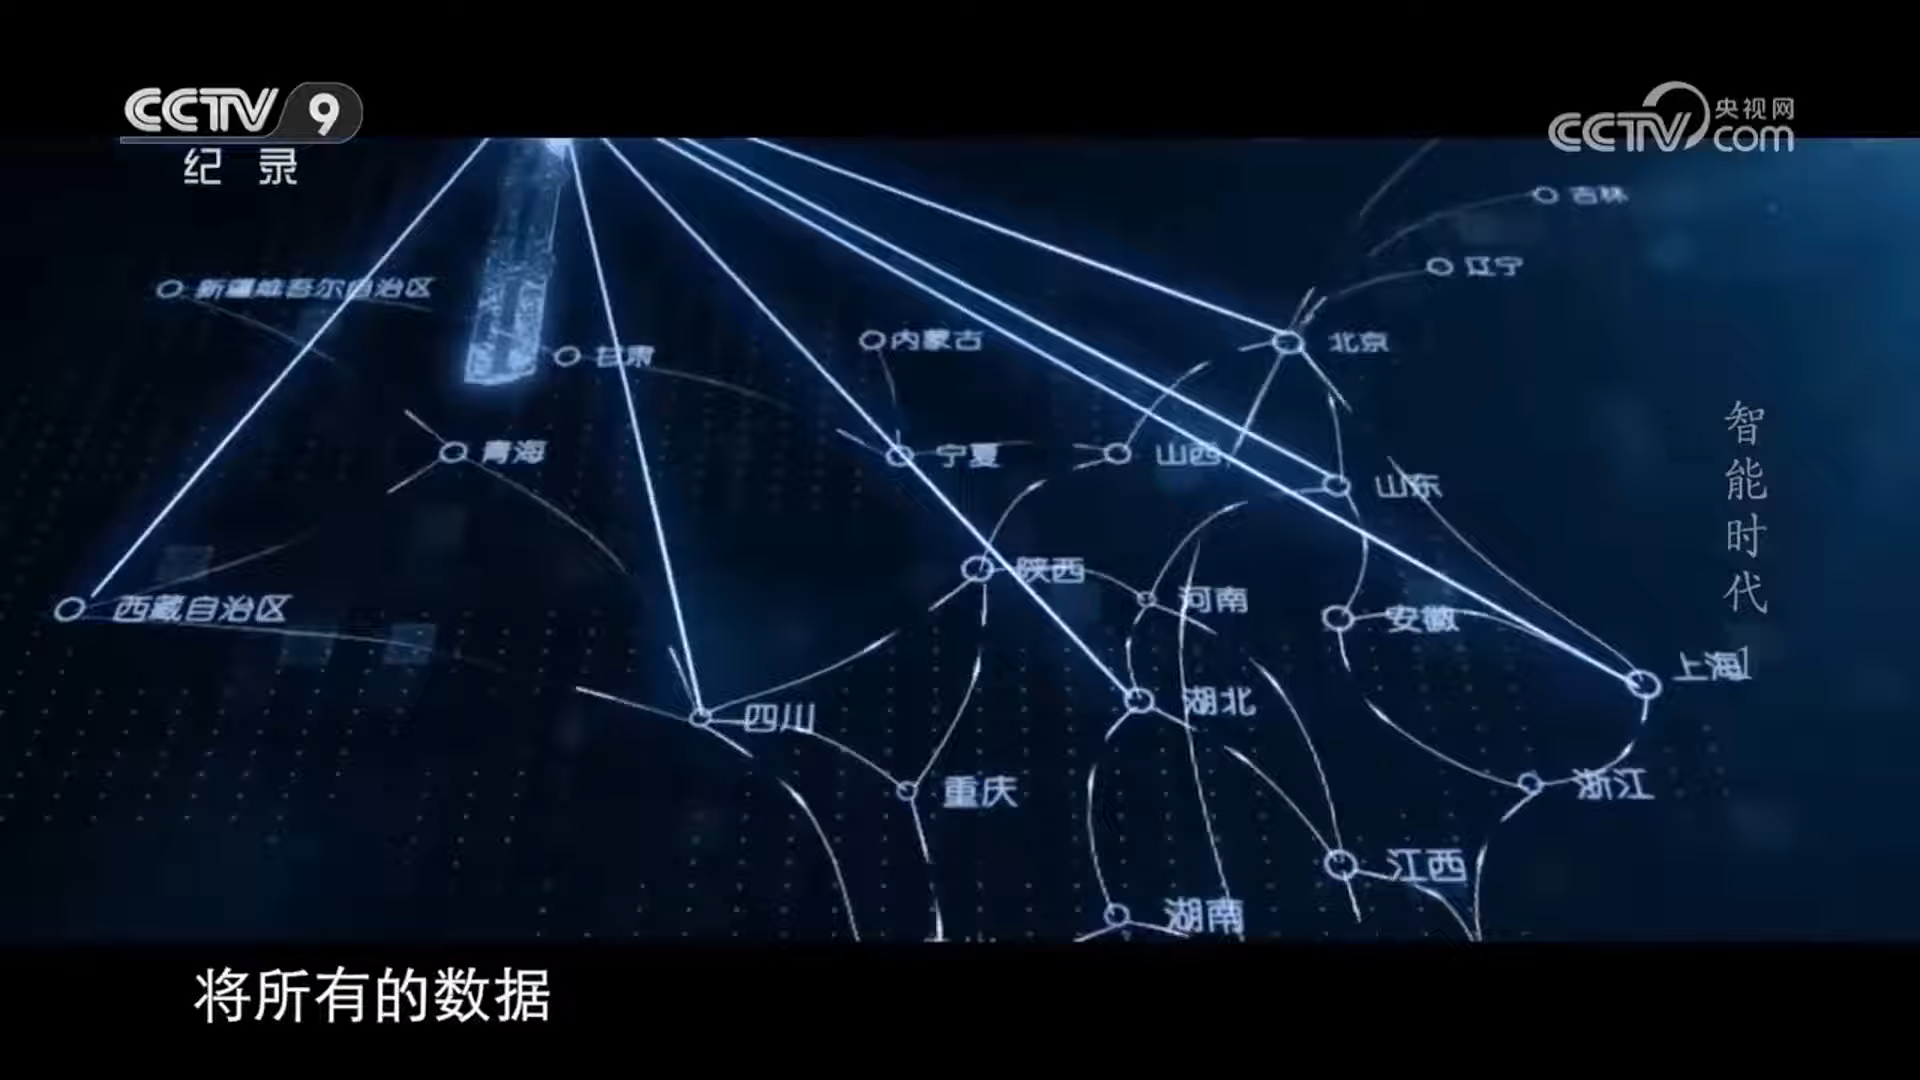 CCTV 9
纪录
央视网
CCTV.com
吉林
辽宁
新疆维吾尔自治区
甘肃
内蒙古
北京
青海
宁夏
山西
山东
西藏自治区
陕西
河南
安徽
上海
四川
湖北
重庆
浙江
江西
湖南
智能时代
1
将所有的数据